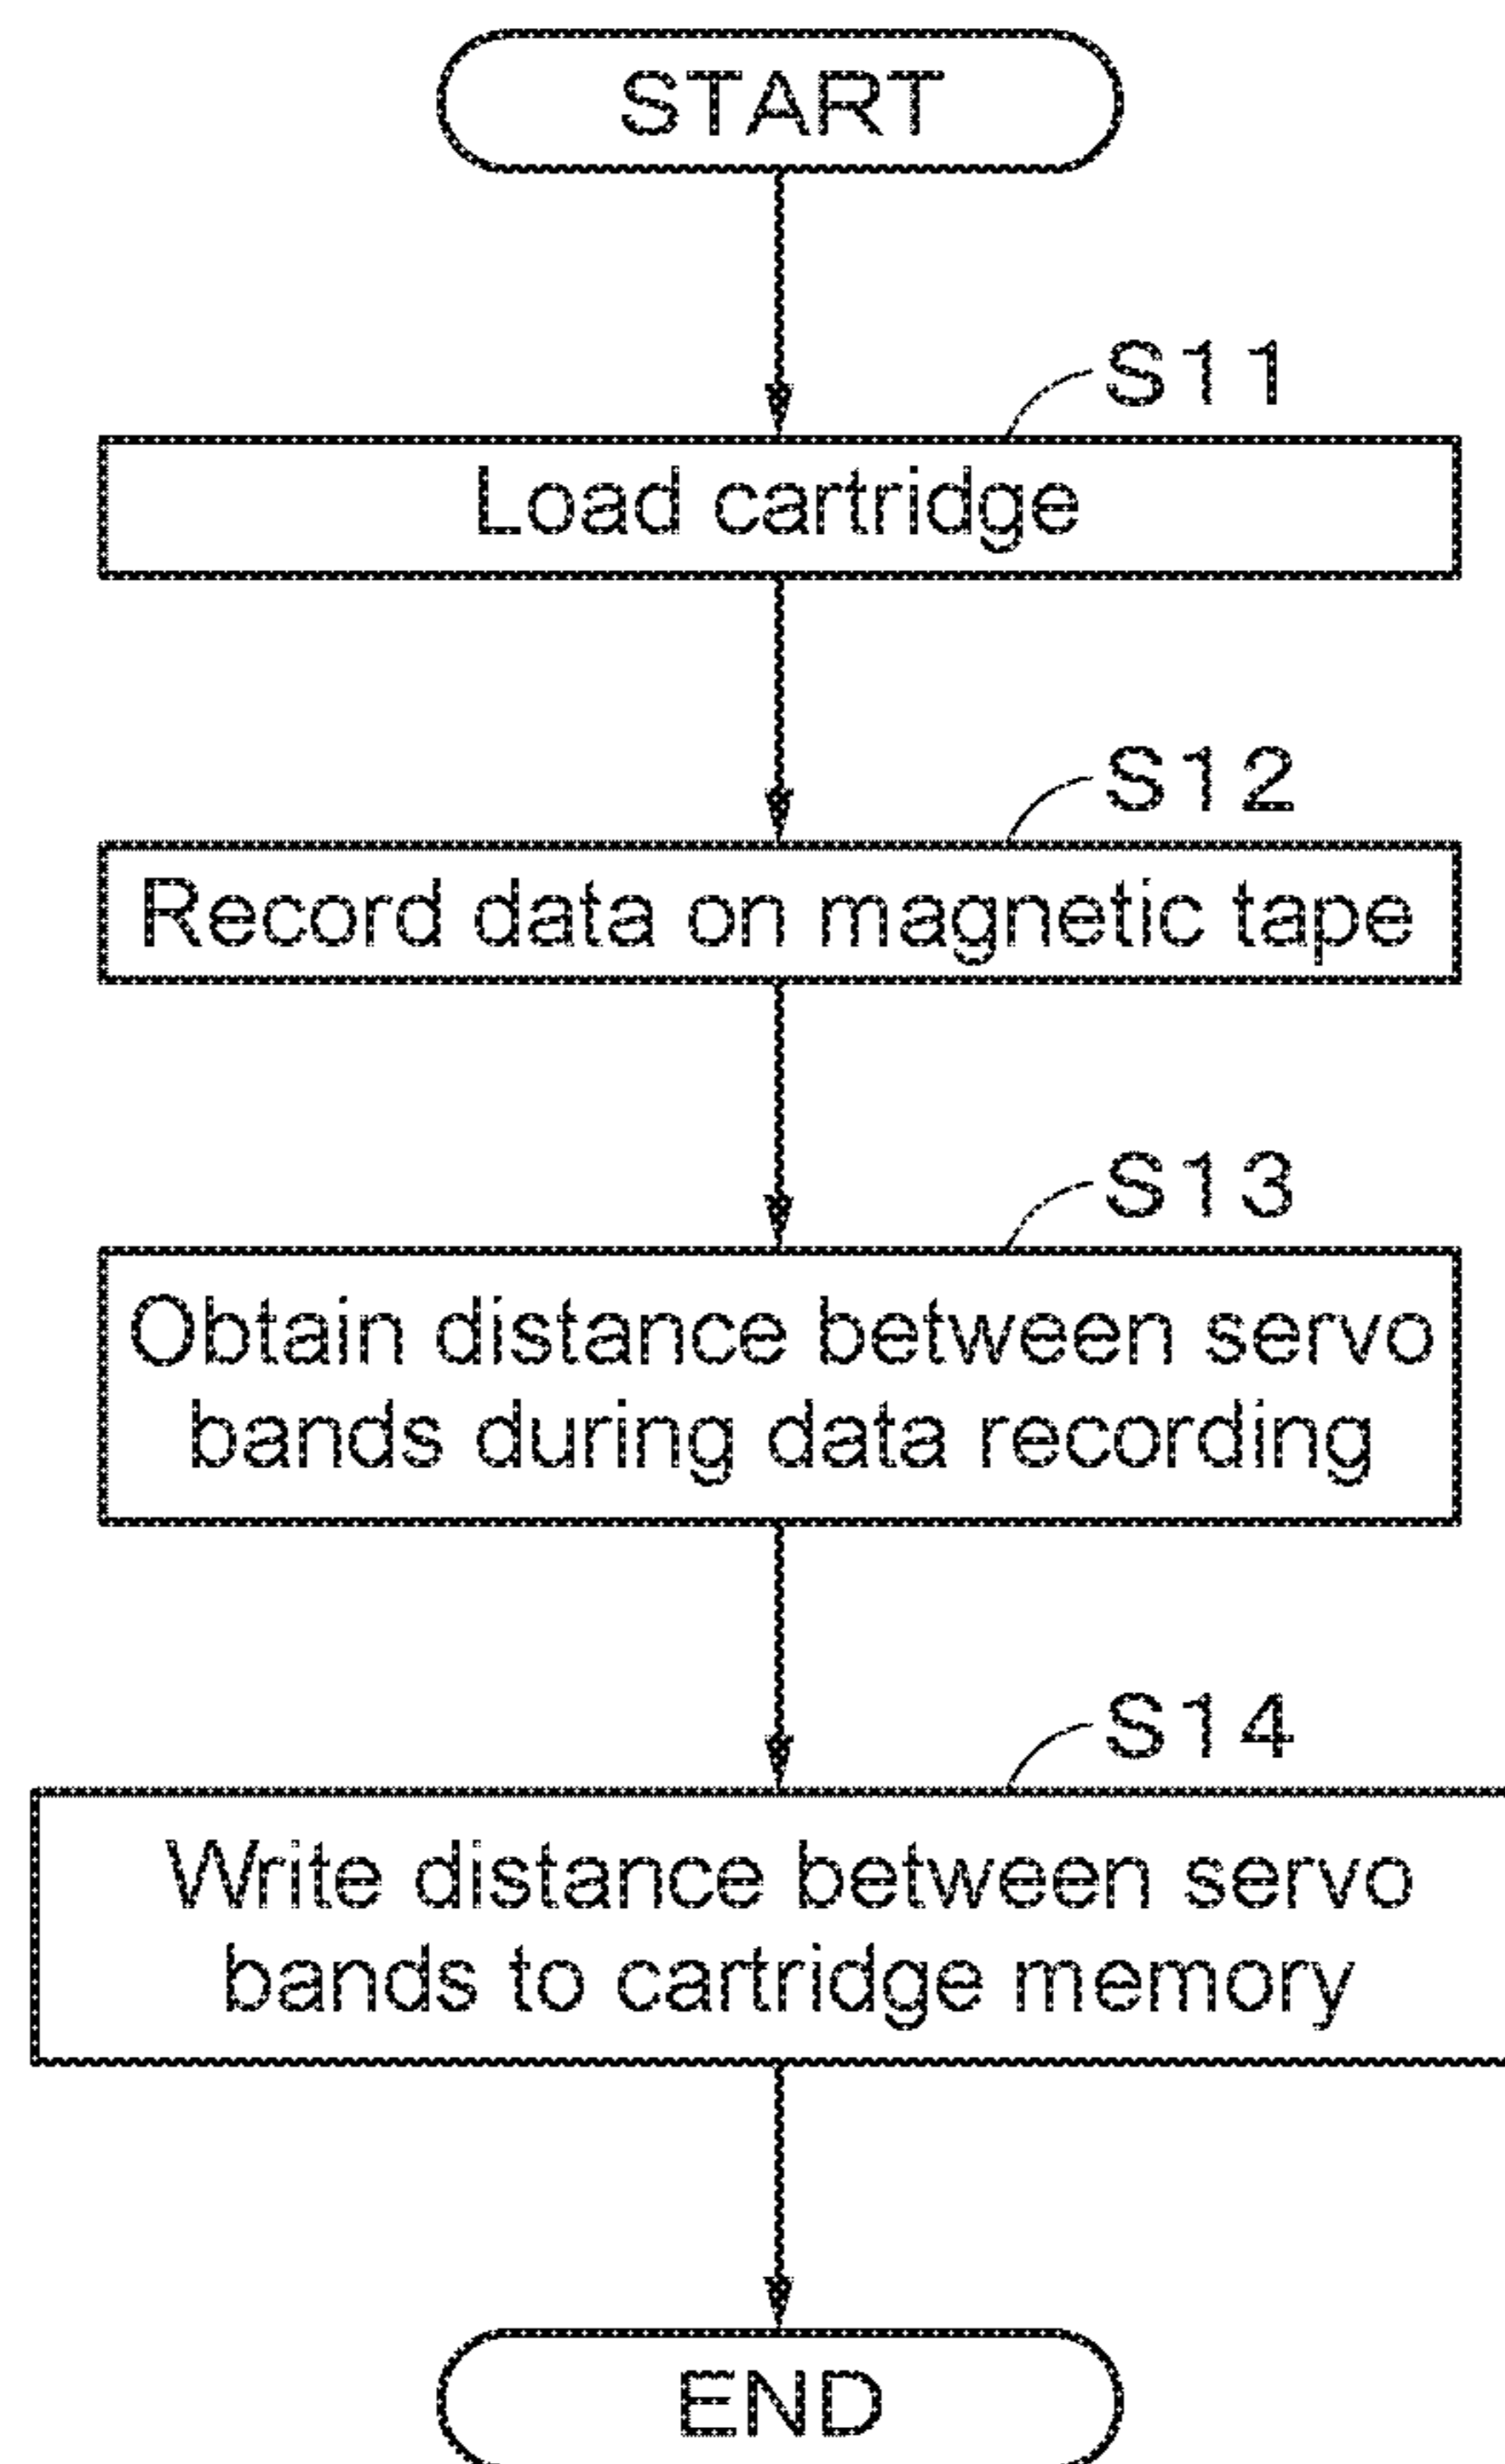 START
S11
Load cartridge
S12
Record data on magnetic tape
S13
Obtain distance between servo
bands during data recording
S14
Write distance between servo
bands to cartridge memory
END